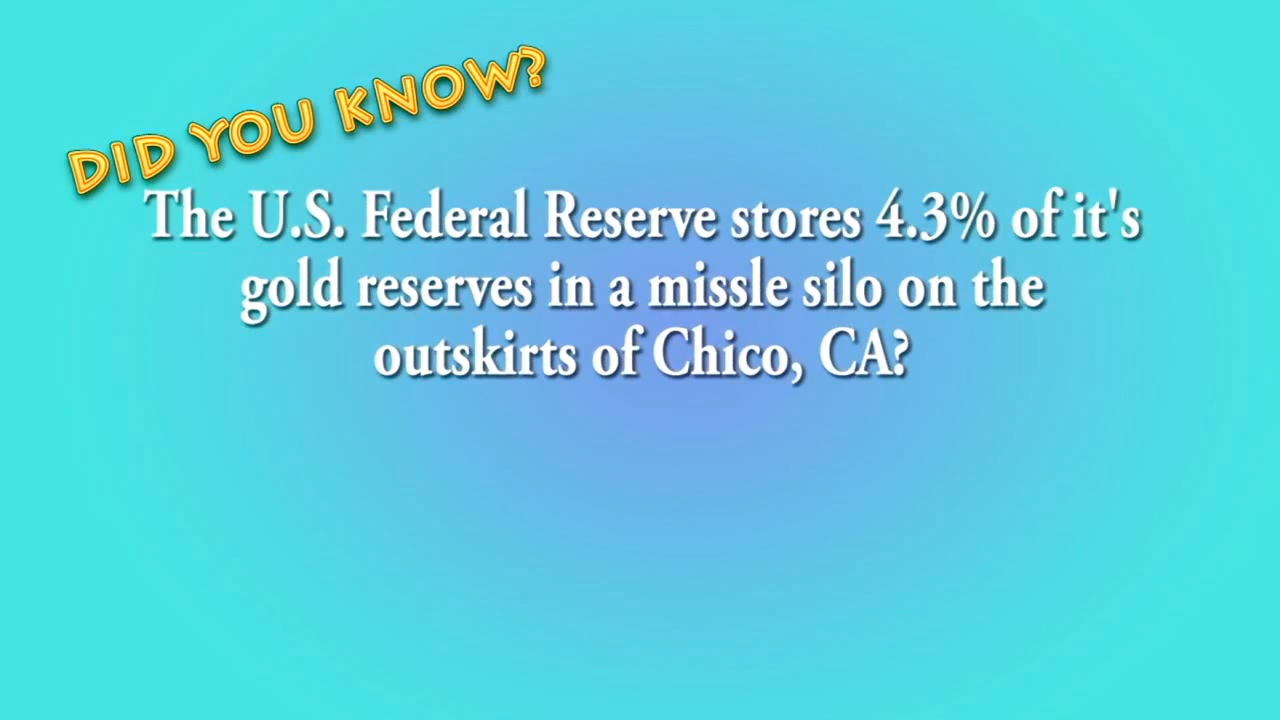 DID YOU KNOW?
The U.S. Federal Reserve stores 4.3% of it's
gold reserves in a missle silo on the
outskirts of Chico, CA?